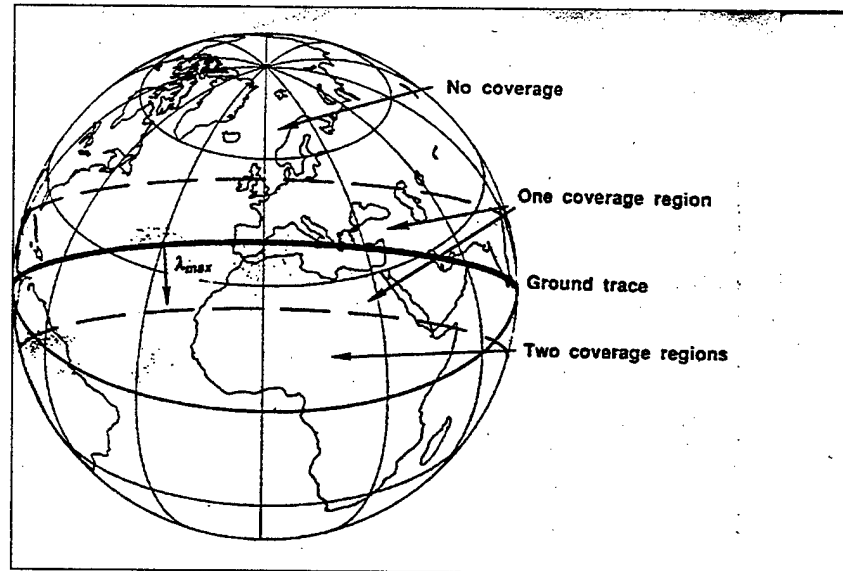 No coverage
One coverage region
λmax
Ground trace
Two coverage regions